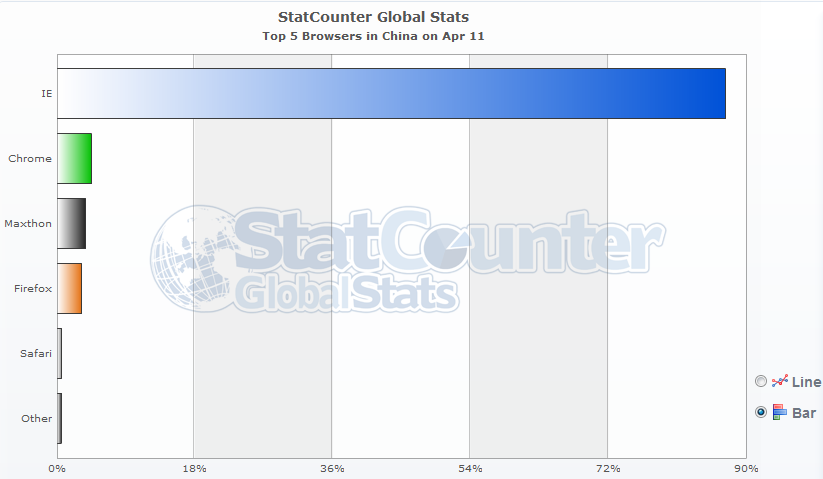 StatCounter Global Stats
Top 5 Browsers in China on Apr 11
IE
Chrome
Maxthon
StatCounter
GlobalStats
Firefox
Safari
Line
Other
Bar
0% 18% 36% 54% 72% 90%